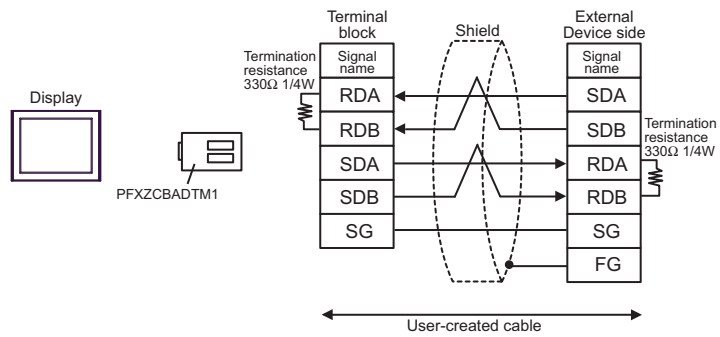 Terminal
block
Shield
External
Device side
Termination
resistance
330Ω 1/4W
Signal
name
Signal
name
Display
RDA
SDA
RDB
SDB
Termination
resistance
330Ω 1/4W
SDA
RDA
PFXZCBADTM1
SDB
RDB
SG
SG
FG
User-created cable